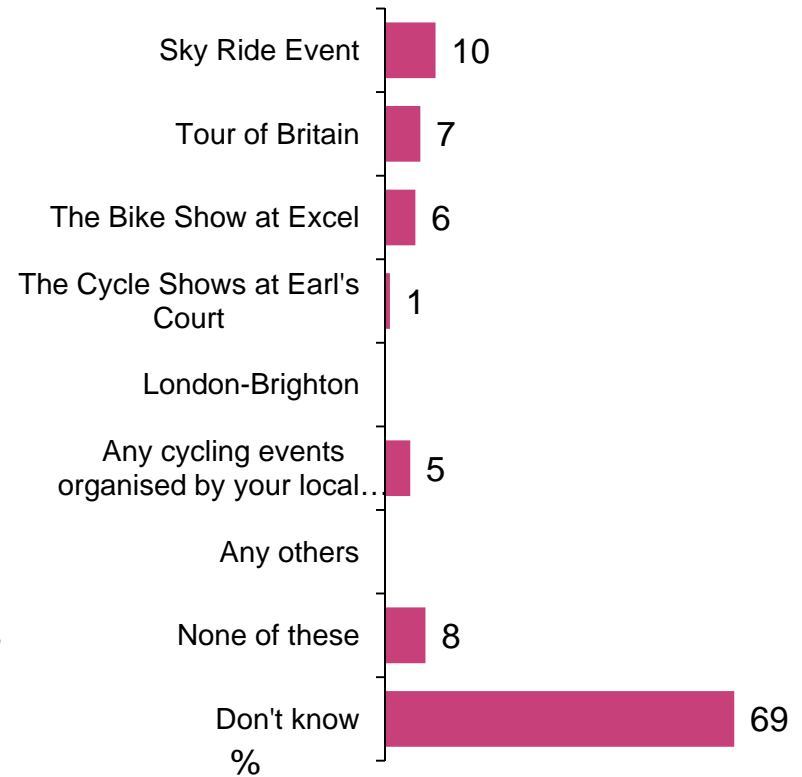 Sky Ride Event 10
Tour of Britain 7
The Bike Show at Excel 6
The Cycle Shows at Earl's
Court
1
London-Brighton
Any cycling events
organised by your local…
5
Any others
None of these 8
Don't know 69
%